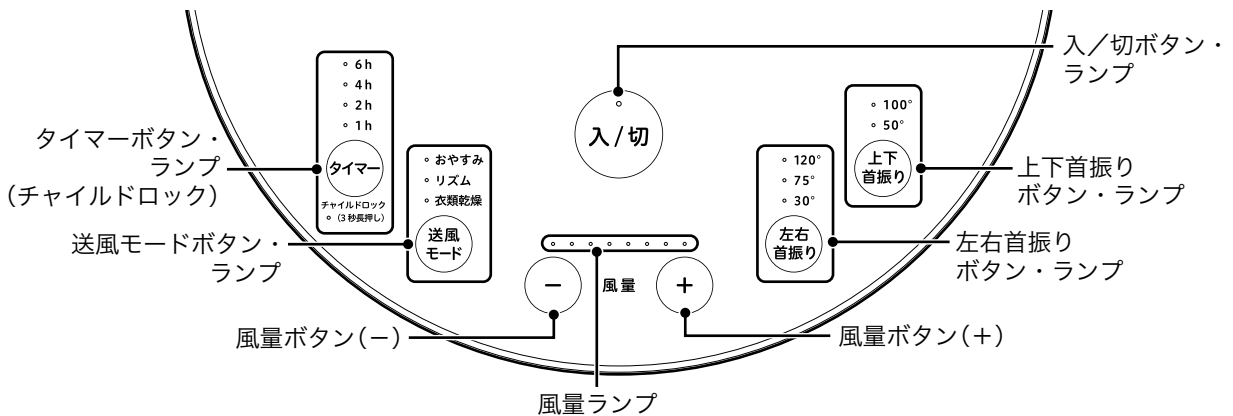 6h
4h
2h
1h
タイマー
チャイルドロック
(3秒長押し)
タイマーボタン・
ランプ
(チャイルドロック)
おやすみ
リズム
衣類乾燥
送風
モード
送風モードボタン・
ランプ
入/切
入/切ボタン・
ランプ
100°
50°
上下
首振り
上下首振り
ボタン・ランプ
120°
75°
30°
左右
首振り
左右首振り
ボタン・ランプ
−
風量
+
風量ボタン(−)
風量ボタン(+)
風量ランプ